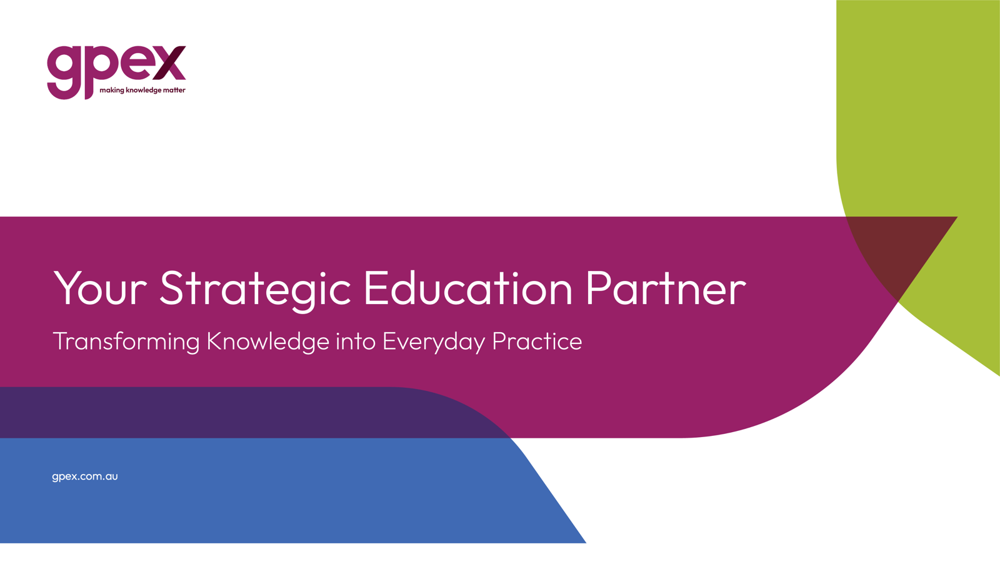 gpex
making knowledge matter
Your Strategic Education Partner
Transforming Knowledge into Everyday Practice
gpex.com.au